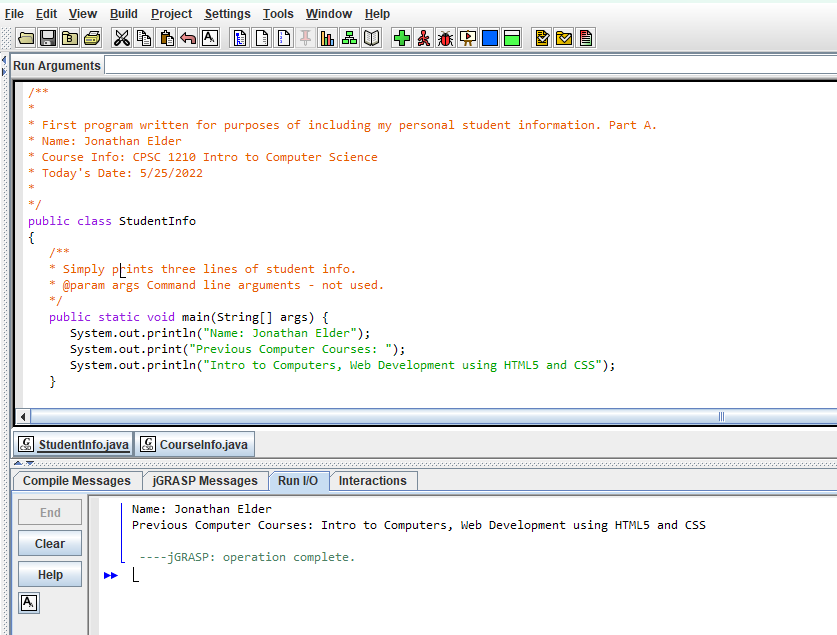 File Edit View Build Project Settings Tools Window Help
Run Arguments
/**
*
* First program written for purposes of including my personal student information. Part A.
* Name: Jonathan Elder
* Course Info: CPSC 1210 Intro to Computer Science
* Today's Date: 5/25/2022
*
*/
public class StudentInfo
{
/**
* Simply prints three lines of student info.
* @param args Command line arguments - not used.
*/
public static void main(String[] args) {
System.out.println("Name: Jonathan Elder");
System.out.print("Previous Computer Courses: ");
System.out.println("Intro to Computers, Web Development using HTML5 and CSS");
}
StudentInfo.java CourseInfo.java
Compile Messages jGRASP Messages Run I/O Interactions
End
Clear
Help
Name: Jonathan Elder
Previous Computer Courses: Intro to Computers, Web Development using HTML5 and CSS
----jGRASP: operation complete.